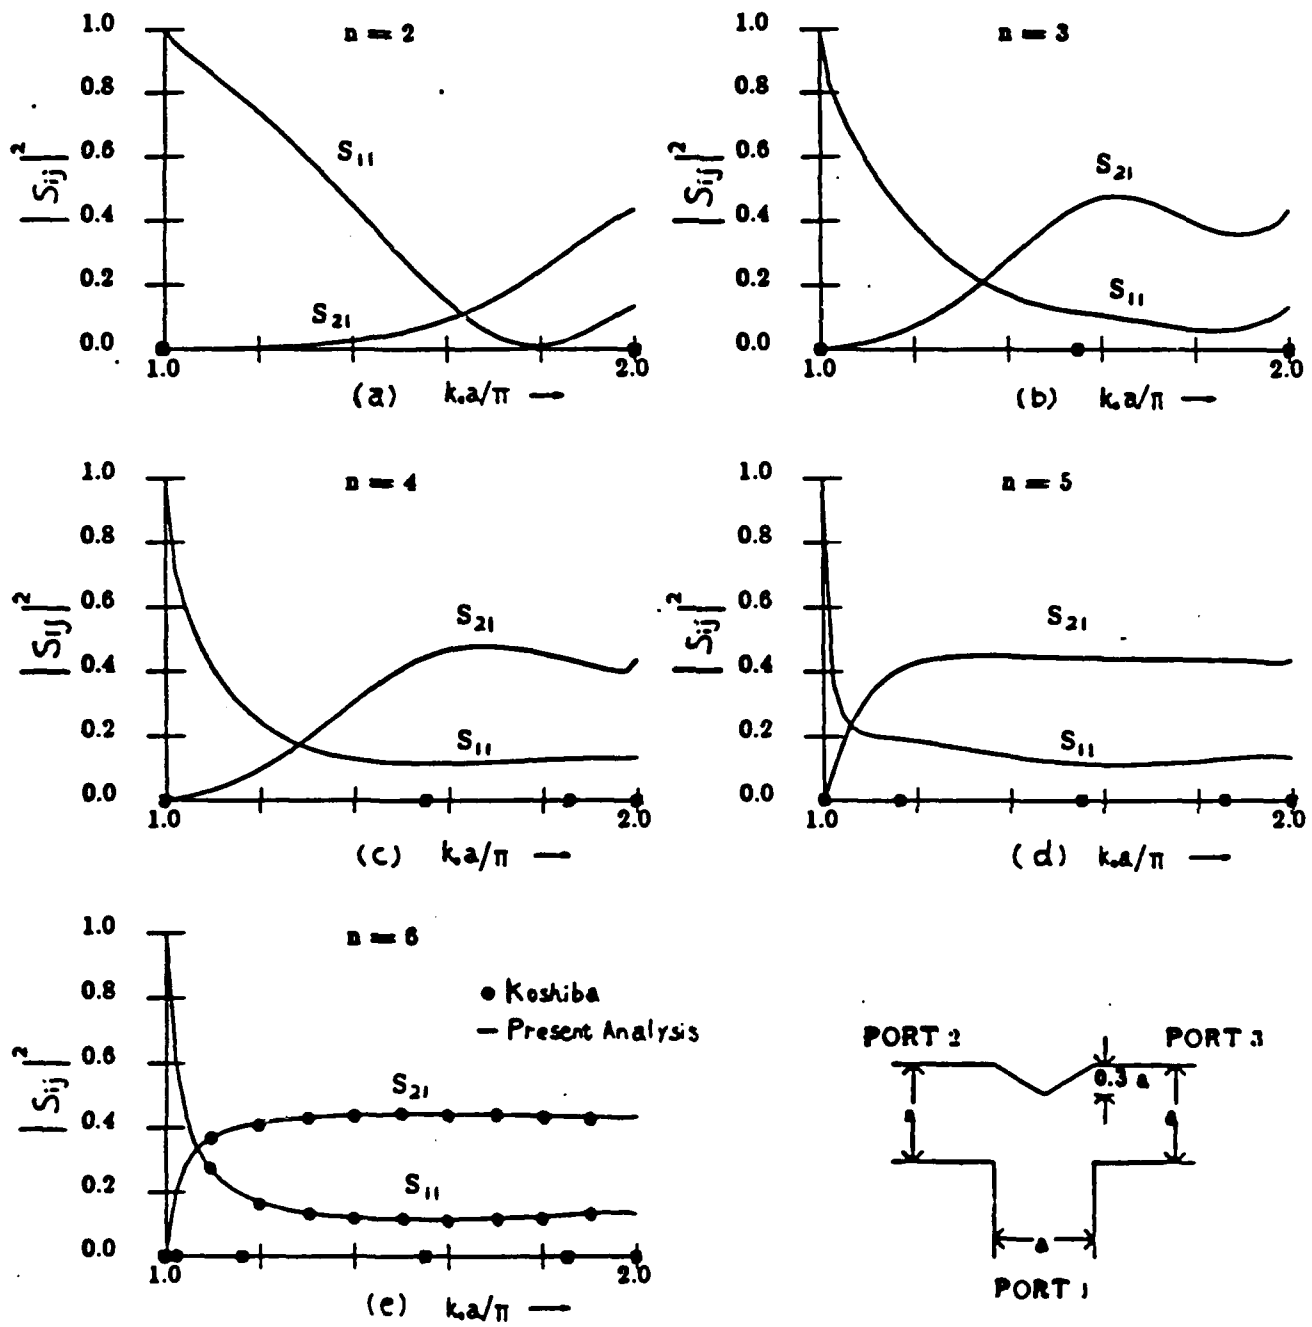 n = 2
1.0
0.8
0.6
0.4
0.2
0.0
|Sij|²
S11
S21
1.0
2.0
(a) k₀a/π →
n = 3
1.0
0.8
0.6
0.4
0.2
0.0
|Sij|²
S21
S11
1.0
2.0
(b) k₀a/π →
n = 4
1.0
0.8
0.6
0.4
0.2
0.0
|Sij|²
S21
S11
1.0
2.0
(c) k₀a/π →
n = 5
1.0
0.8
0.6
0.4
0.2
0.0
|Sij|²
S21
S11
1.0
2.0
(d) k₀a/π →
n = 6
1.0
0.8
0.6
0.4
0.2
0.0
|Sij|²
• Koshiba
— Present Analysis
S21
S11
1.0
2.0
(e) k₀a/π →
PORT 2
PORT 3
0.3 a
a
a
a
PORT 1